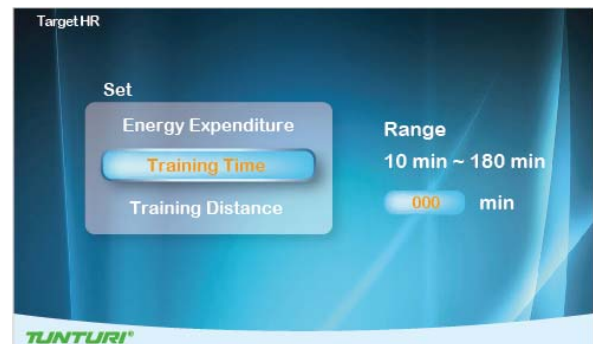 Target HR
Set
Energy Expenditure
Training Time
Training Distance
Range
10 min ~ 180 min
000 min
TUNTURI®